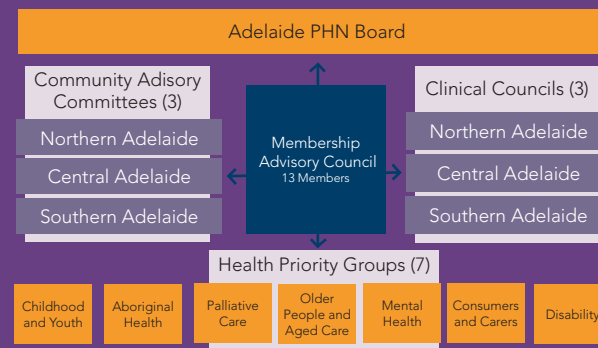 Adelaide PHN Board
Community Adisory
Committees (3)
Northern Adelaide
Central Adelaide
Southern Adelaide
Membership
Advisory Council
13 Members
Clinical Councils (3)
Northern Adelaide
Central Adelaide
Southern Adelaide
Health Priority Groups (7)
Childhood
and Youth
Aboriginal
Health
Palliative
Care
Older
People and
Aged Care
Mental
Health
Consumers
and Carers
Disability